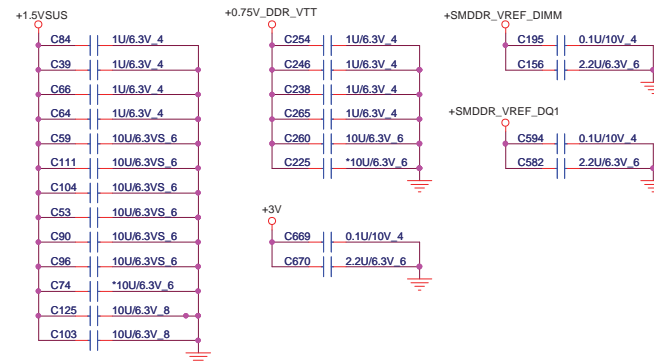 +1.5VSUS
C84 1U/6.3V_4
C39 1U/6.3V_4
C66 1U/6.3V_4
C64 1U/6.3V_4
C59 10U/6.3VS_6
C111 10U/6.3VS_6
C104 10U/6.3VS_6
C53 10U/6.3VS_6
C90 10U/6.3VS_6
C96 10U/6.3VS_6
C74 *10U/6.3V_6
C125 10U/6.3V_8
C103 10U/6.3V_8
+0.75V_DDR_VTT
C254 1U/6.3V_4
C246 1U/6.3V_4
C238 1U/6.3V_4
C265 1U/6.3V_4
C260 10U/6.3V_6
C225 *10U/6.3V_6
+3V
C669 0.1U/10V_4
C670 2.2U/6.3V_6
+SMDDR_VREF_DIMM
C195 0.1U/10V_4
C156 2.2U/6.3V_6
+SMDDR_VREF_DQ1
C594 0.1U/10V_4
C582 2.2U/6.3V_6